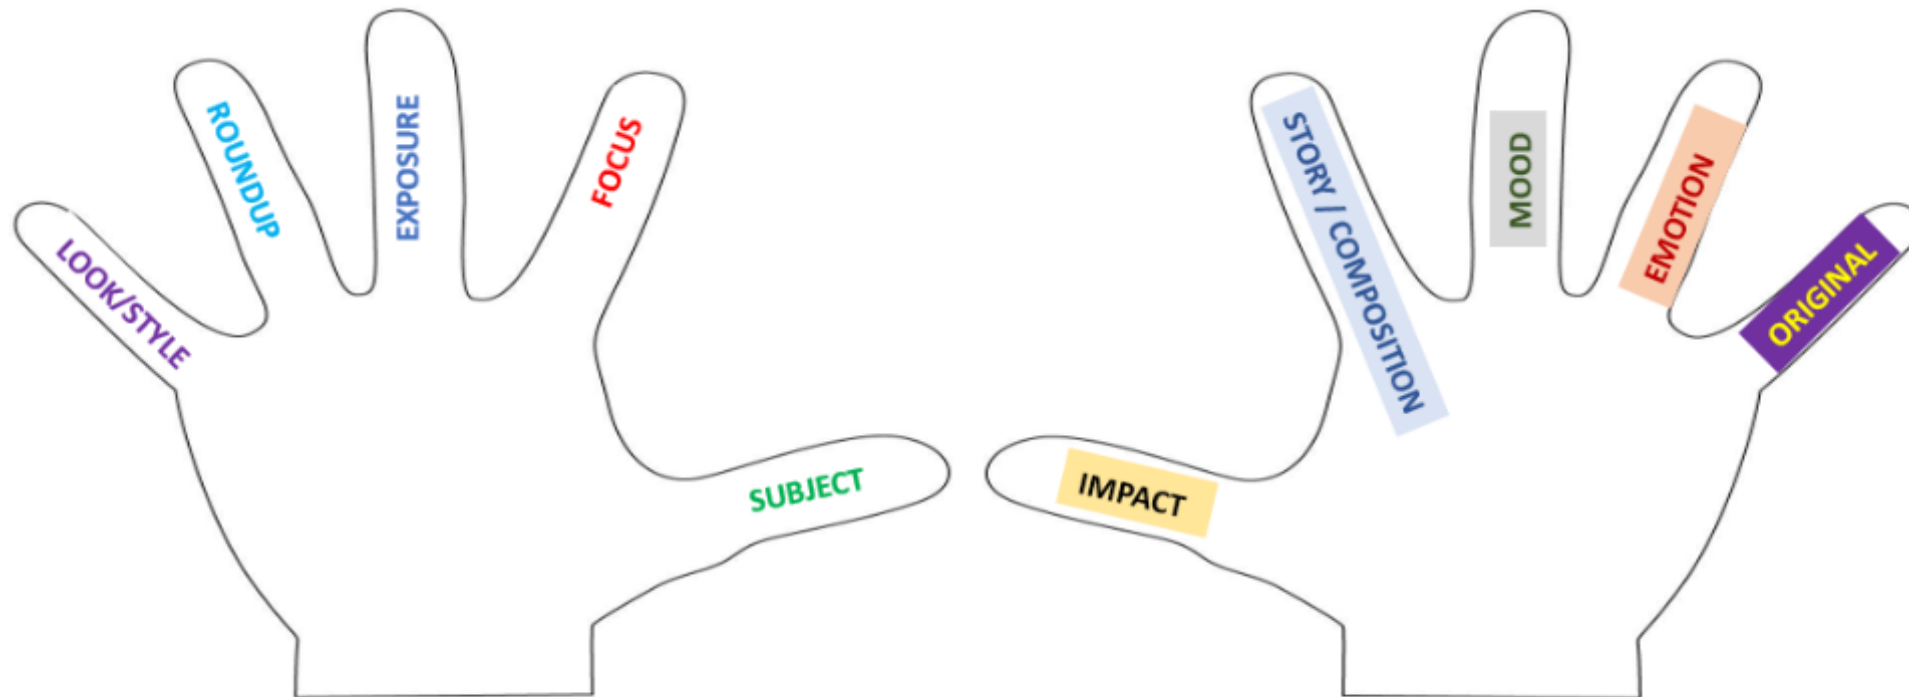 LOOK/STYLE
ROUNDUP
EXPOSURE
FOCUS
SUBJECT
IMPACT
STORY / COMPOSITION
MOOD
EMOTION
ORIGINAL